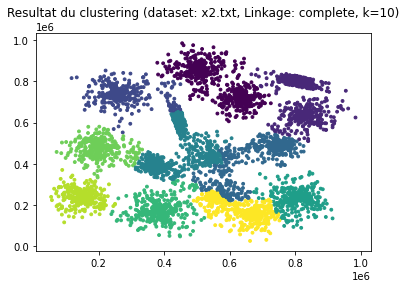 Resultat du clustering (dataset: x2.txt, Linkage: complete, k=10)
1e6
1.0
0.8
0.6
0.4
0.2
0.0
0.2 0.4 0.6 0.8 1.0
1e6